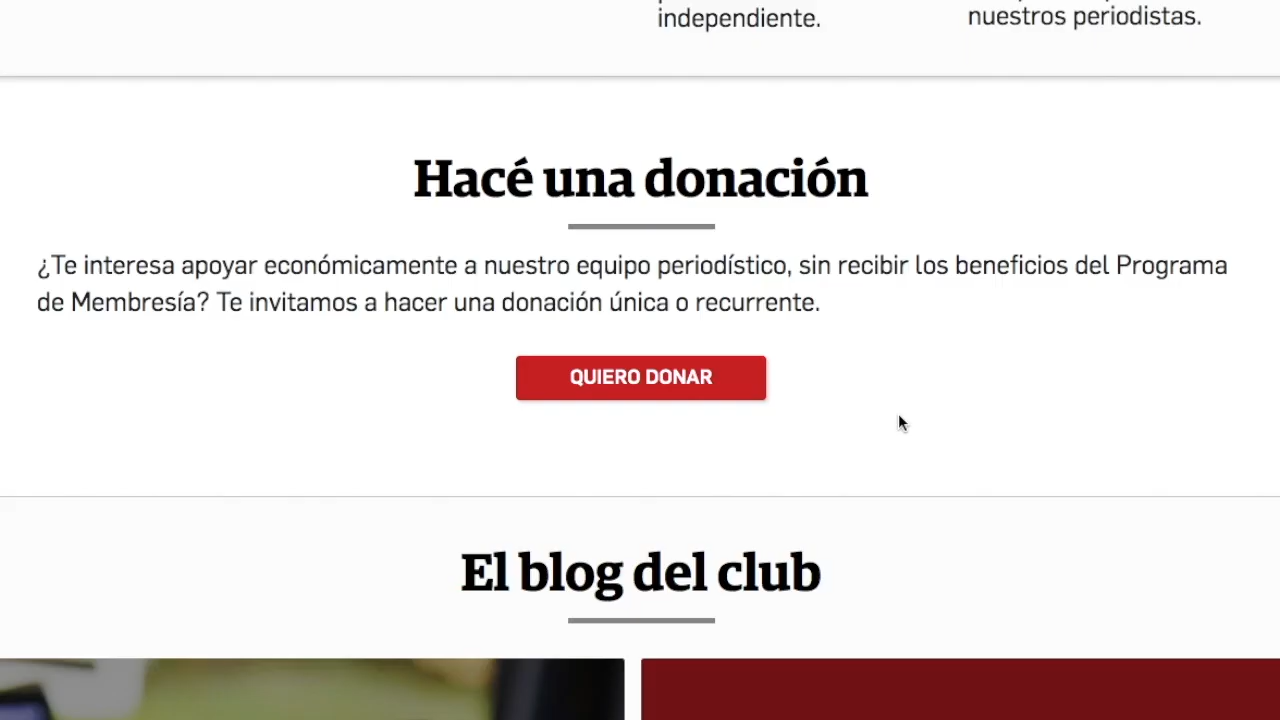 independiente.
nuestros periodistas.
Hacé una donación
¿Te interesa apoyar económicamente a nuestro equipo periodístico, sin recibir los beneficios del Programa
de Membresía? Te invitamos a hacer una donación única o recurrente.
QUIERO DONAR
El blog del club